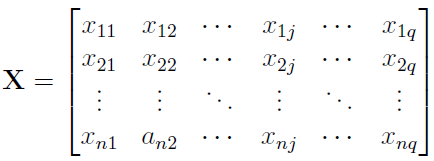 X = [ x11 x12 ⋯ x1j ⋯ x1q
x21 x22 ⋯ x2j ⋯ x2q
⋮ ⋮ ⋱ ⋮ ⋱ ⋮
xn1 an2 ⋯ xnj ⋯ xnq ]